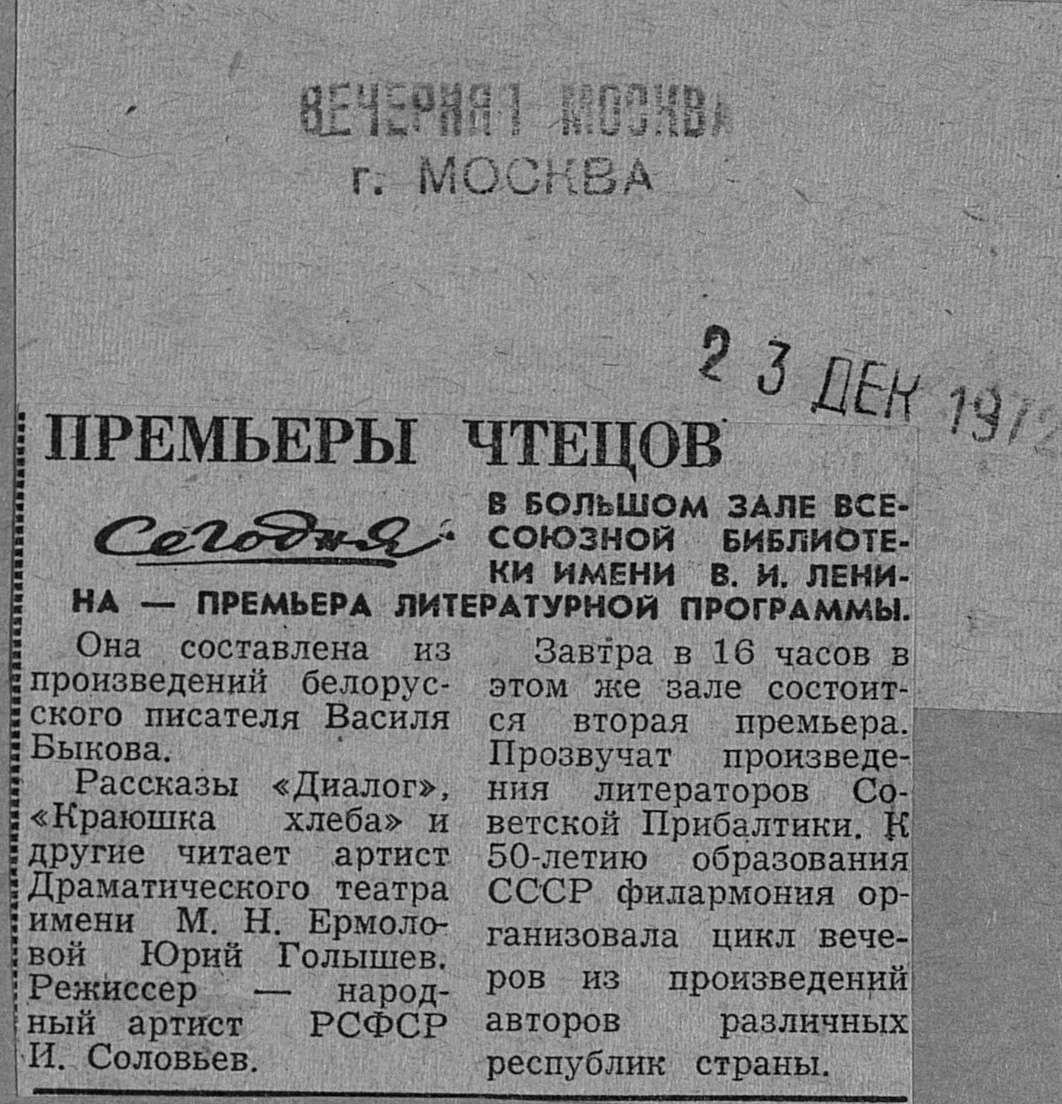 ВЕЧЕРНЯЯ МОСКВА
г. МОСКВА
23 ДЕК 1972
ПРЕМЬЕРЫ ЧТЕЦОВ
Сегодня
В БОЛЬШОМ ЗАЛЕ ВСЕ-
СОЮЗНОЙ БИБЛИОТЕ-
КИ ИМЕНИ В. И. ЛЕНИ-
НА — ПРЕМЬЕРА ЛИТЕРАТУРНОЙ ПРОГРАММЫ.
Она составлена из
произведений белорус-
ского писателя Василя
Быкова.
Рассказы «Диалог»,
«Краюшка хлеба» и
другие читает артист
Драматического театра
имени М. Н. Ермоло-
вой Юрий Голышев.
Режиссер — народ-
ный артист РСФСР
И. Соловьев.
Завтра в 16 часов в
этом же зале состоит-
ся вторая премьера.
Прозвучат произведе-
ния литераторов Со-
ветской Прибалтики. К
50-летию образования
СССР филармония ор-
ганизовала цикл вече-
ров из произведений
авторов различных
республик страны.